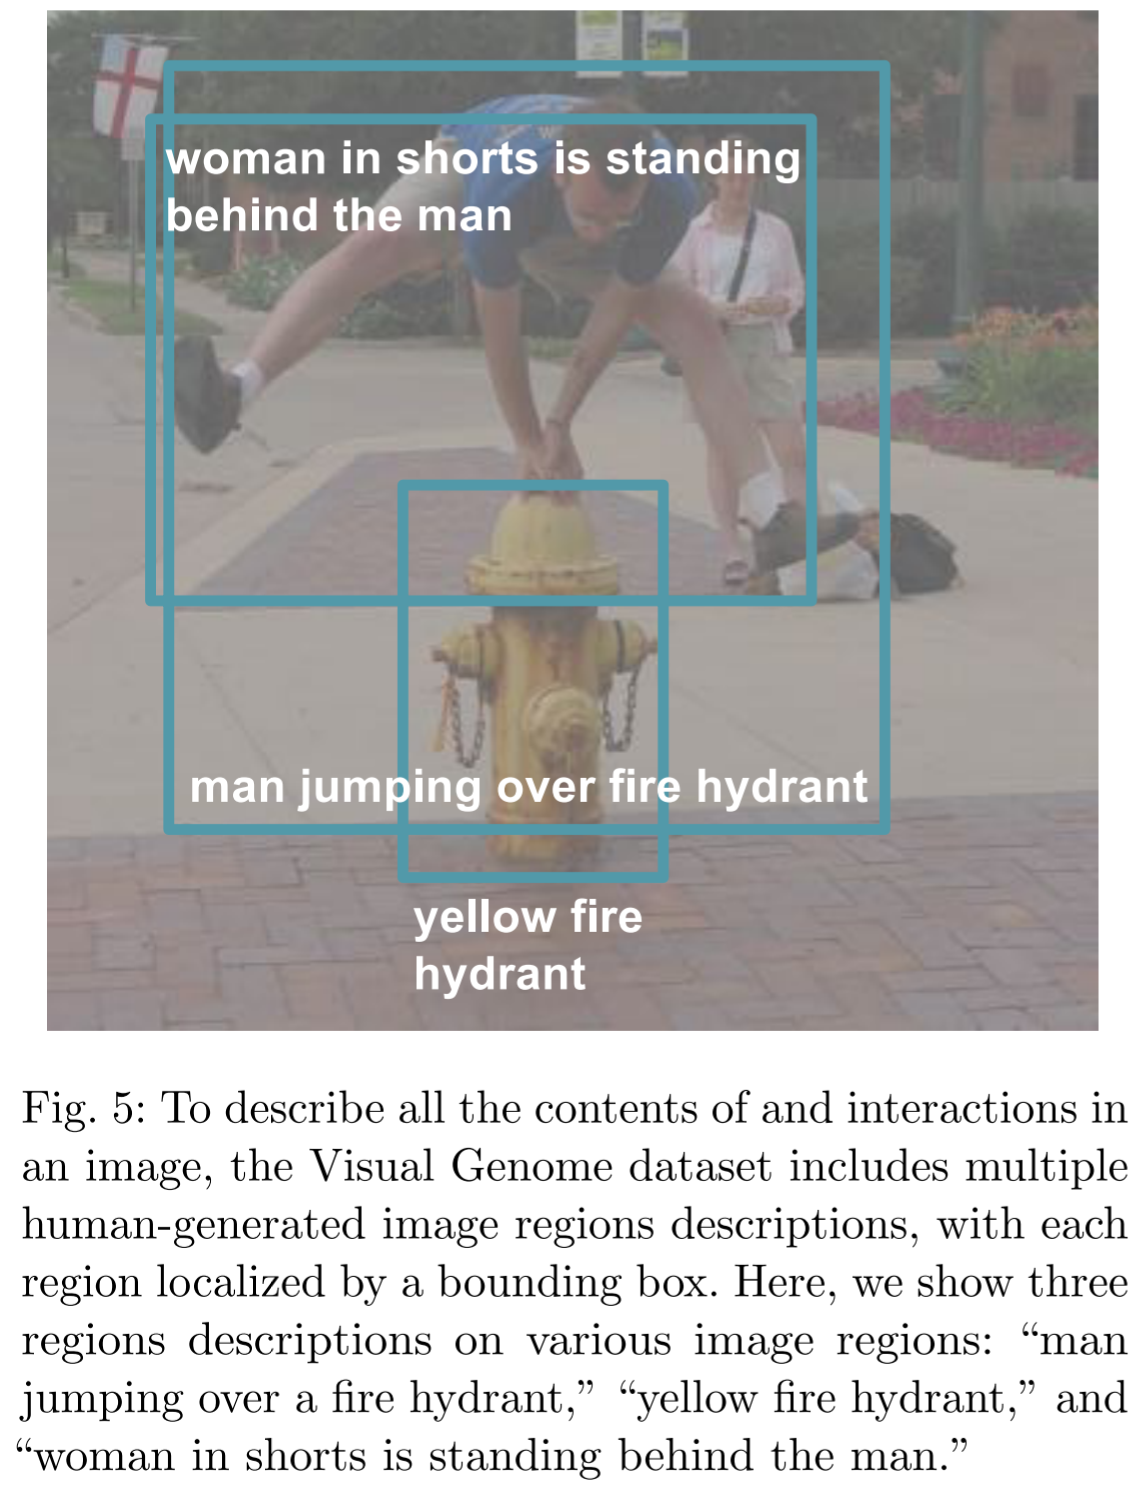 woman in shorts is standing
behind the man
man jumping over fire hydrant
yellow fire
hydrant
Fig. 5: To describe all the contents of and interactions in
an image, the Visual Genome dataset includes multiple
human-generated image regions descriptions, with each
region localized by a bounding box. Here, we show three
regions descriptions on various image regions: “man
jumping over a fire hydrant,” “yellow fire hydrant,” and
“woman in shorts is standing behind the man.”